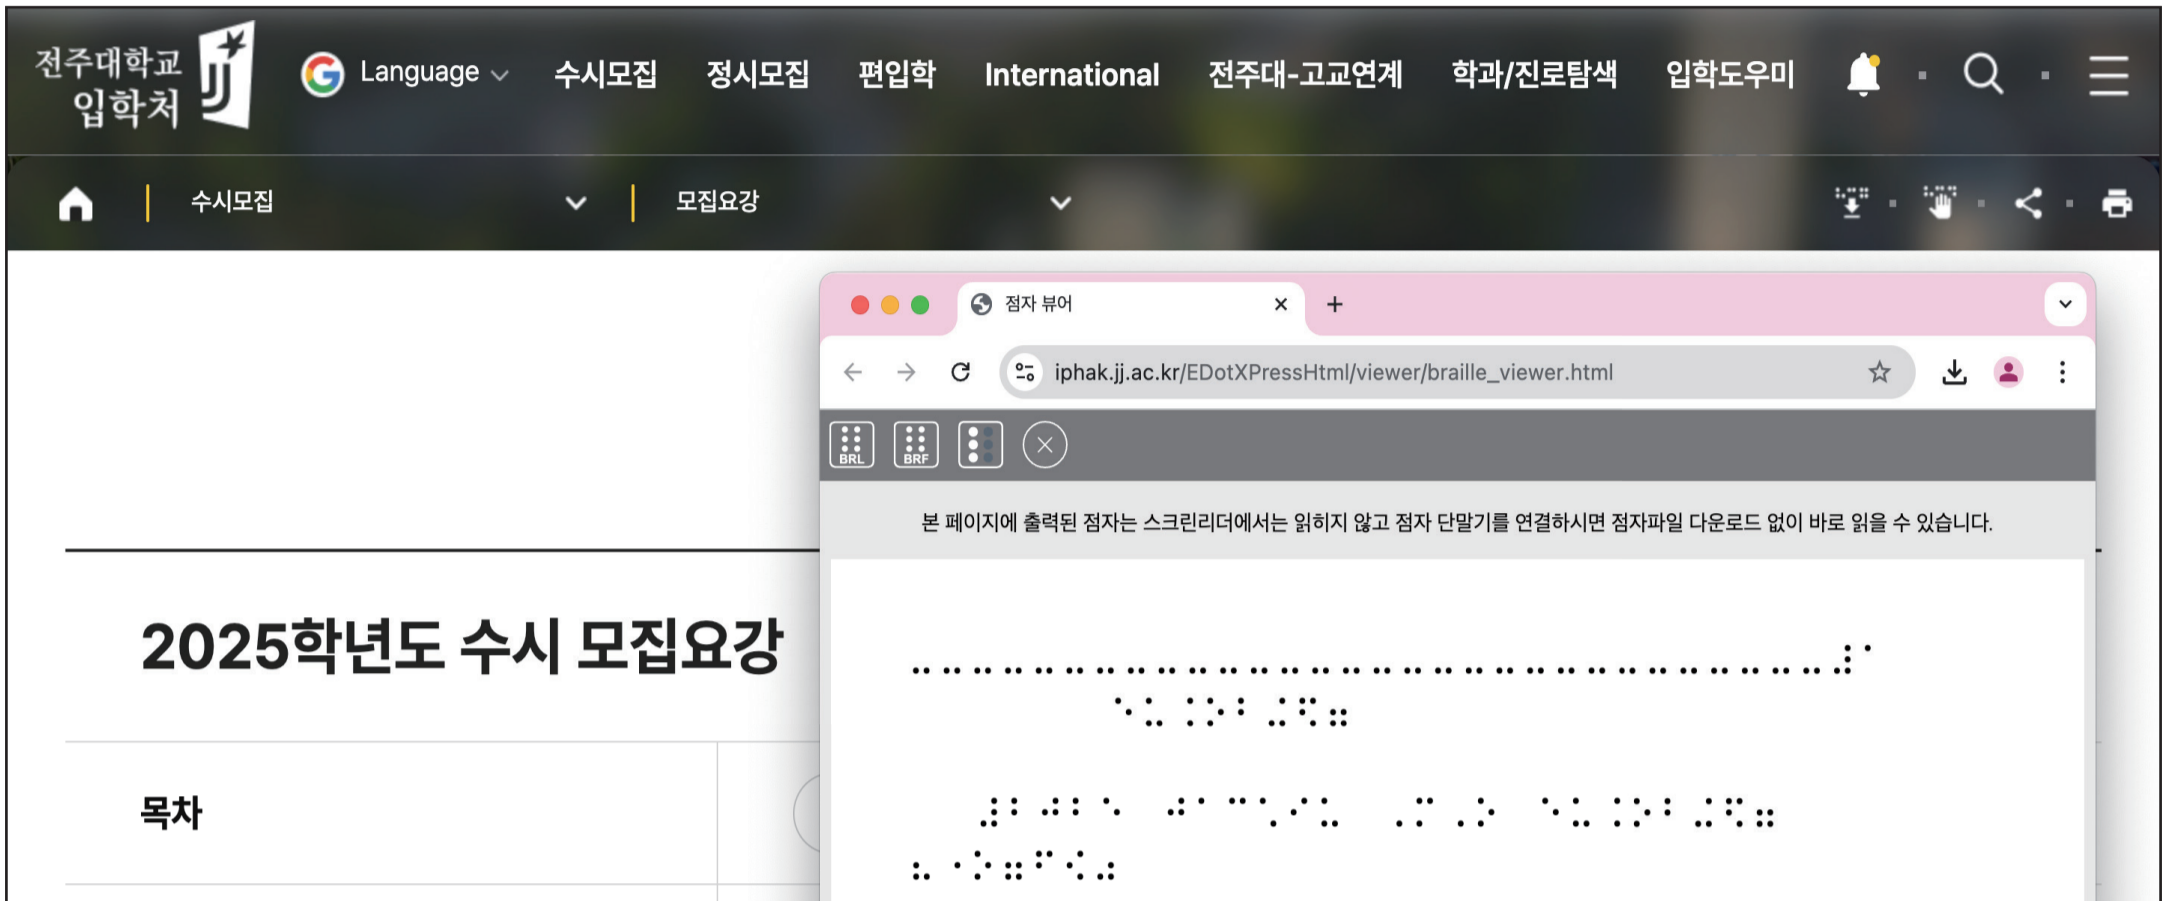 전주대학교
입학처
Language 수시모집 정시모집 편입학 International 전주대-고교연계 학과/진로탐색 입학도우미
수시모집 모집요강
점자 뷰어
iphak.jj.ac.kr/EDotXPressHtml/viewer/braille_viewer.html
BRL BRF
본 페이지에 출력된 점자는 스크린리더에서는 읽히지 않고 점자 단말기를 연결하시면 점자파일 다운로드 없이 바로 읽을 수 있습니다.
2025학년도 수시 모집요강
목차